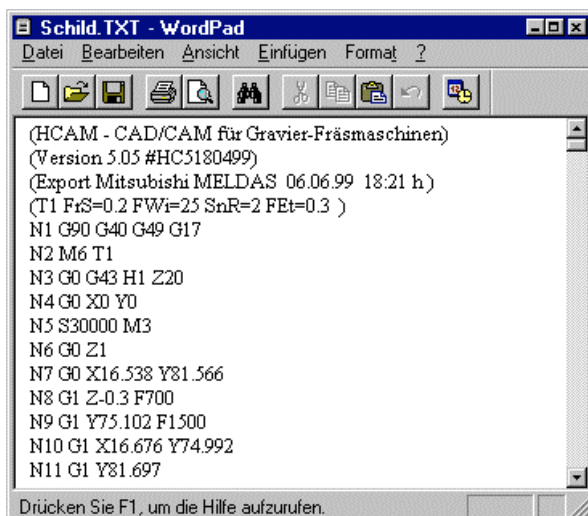 Schild.TXT - WordPad
Datei Bearbeiten Ansicht Einfügen Format ?
(HCAM - CAD/CAM für Gravier-Fräsmaschinen)
(Version 5.05 #HC5180499)
(Export Mitsubishi MELDAS 06.06.99 18:21 h )
(T1 FrS=0.2 FWi=25 SnR=2 FEt=0.3 )
N1 G90 G40 G49 G17
N2 M6 T1
N3 G0 G43 H1 Z20
N4 G0 X0 Y0
N5 S30000 M3
N6 G0 Z1
N7 G0 X16.538 Y81.566
N8 G1 Z-0.3 F700
N9 G1 Y75.102 F1500
N10 G1 X16.676 Y74.992
N11 G1 Y81.697
Drücken Sie F1, um die Hilfe aufzurufen.